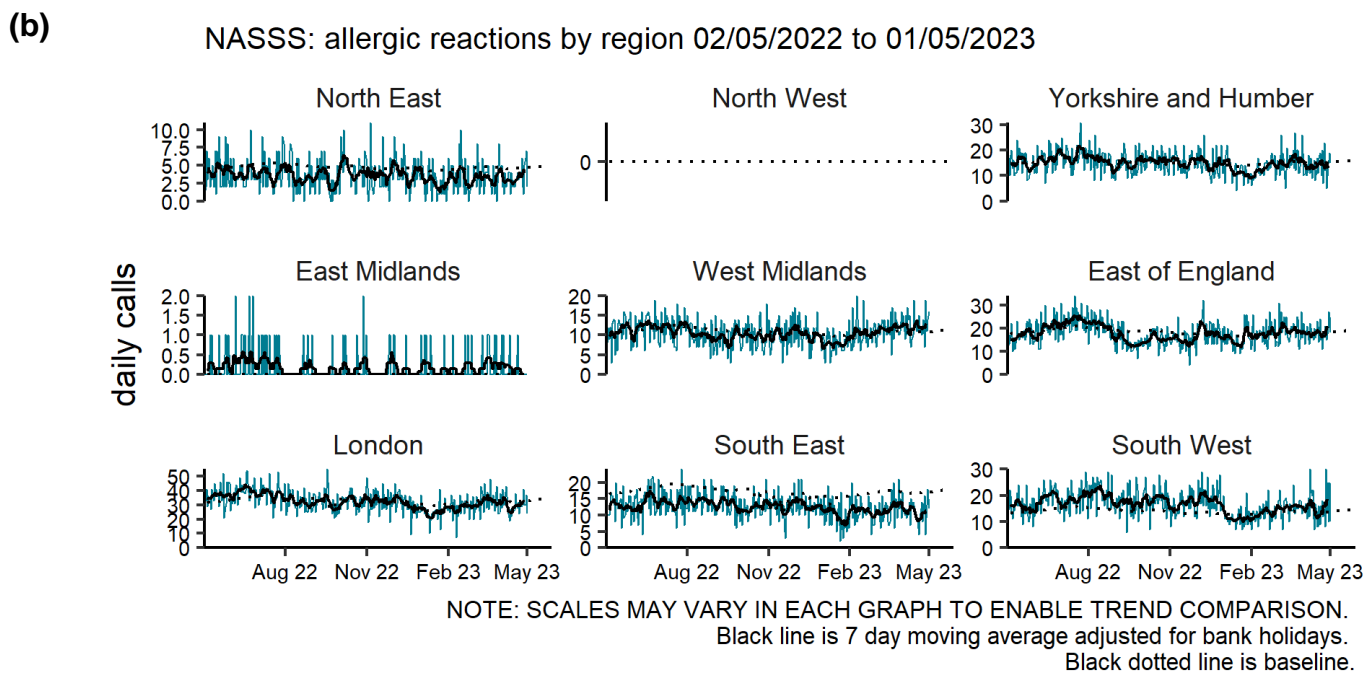 (b)
NASSS: allergic reactions by region 02/05/2022 to 01/05/2023
North East
North West
Yorkshire and Humber
10.0
7.5
5.0
2.5
0.0
0
30
20
10
0
East Midlands
West Midlands
East of England
daily calls
2.0
1.5
1.0
0.5
0.0
20
15
10
5
0
30
20
10
0
London
South East
South West
50
40
30
20
10
0
20
15
10
5
0
30
20
10
0
Aug 22 Nov 22 Feb 23 May 23
Aug 22 Nov 22 Feb 23 May 23
Aug 22 Nov 22 Feb 23 May 23
NOTE: SCALES MAY VARY IN EACH GRAPH TO ENABLE TREND COMPARISON.
Black line is 7 day moving average adjusted for bank holidays.
Black dotted line is baseline.